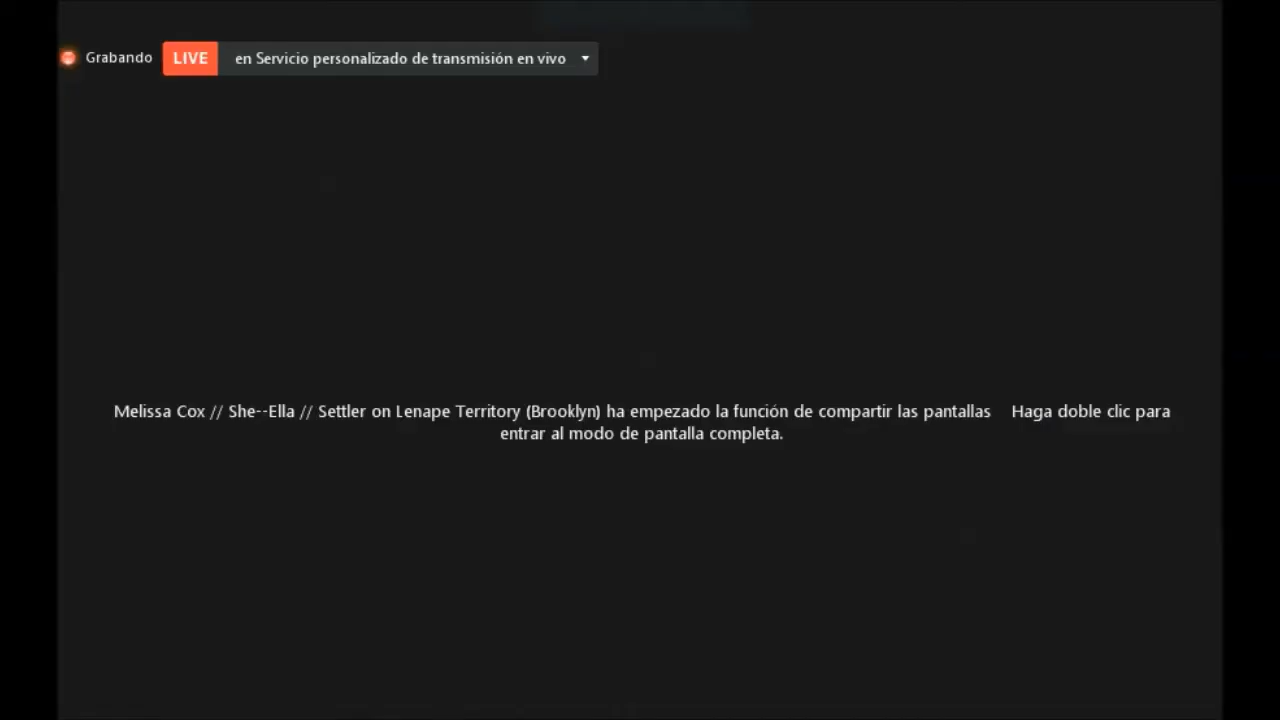 Grabando LIVE en Servicio personalizado de transmisión en vivo
Melissa Cox // She--Ella // Settler on Lenape Territory (Brooklyn) ha empezado la función de compartir las pantallas Haga doble clic para
entrar al modo de pantalla completa.